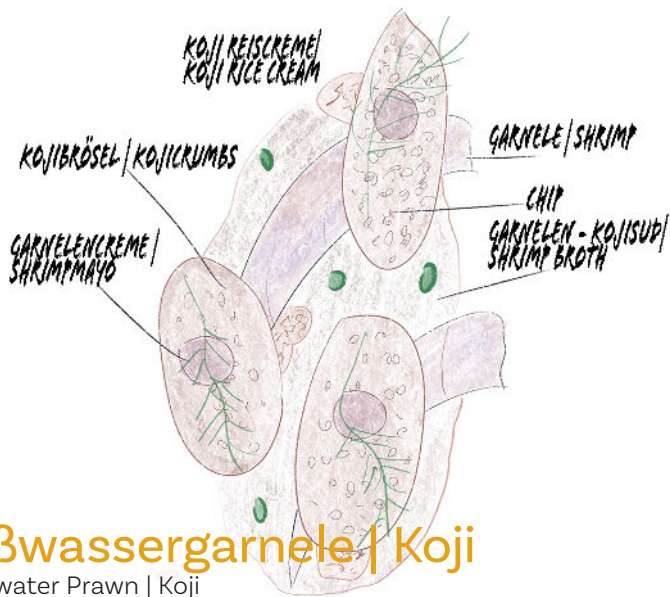 KOJI REISCREME/
KOJI RICE CREAM
GARNELE/SHRIMP
KOJIBRÖSEL/KOJICRUMBS
CHIP
GARNELEN-KOJISUD/
SHRIMP BROTH
GARNELENCREME/
SHRIMPMAYO
ßwassergarnele | Koji
water Prawn | Koji